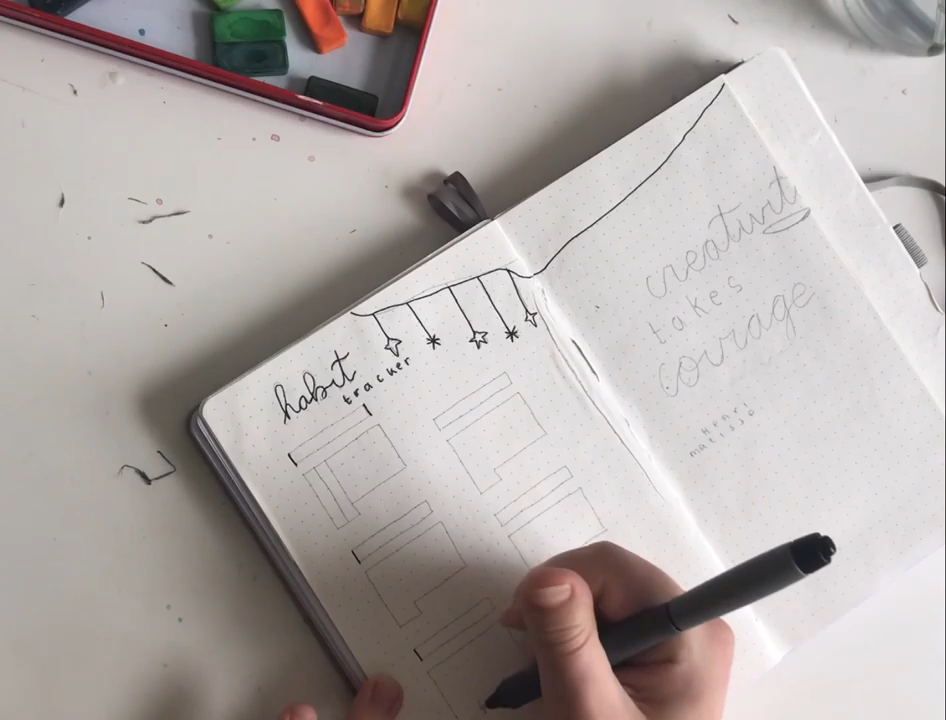 habit
tracker
creativity
takes
courage
Henri
matisse